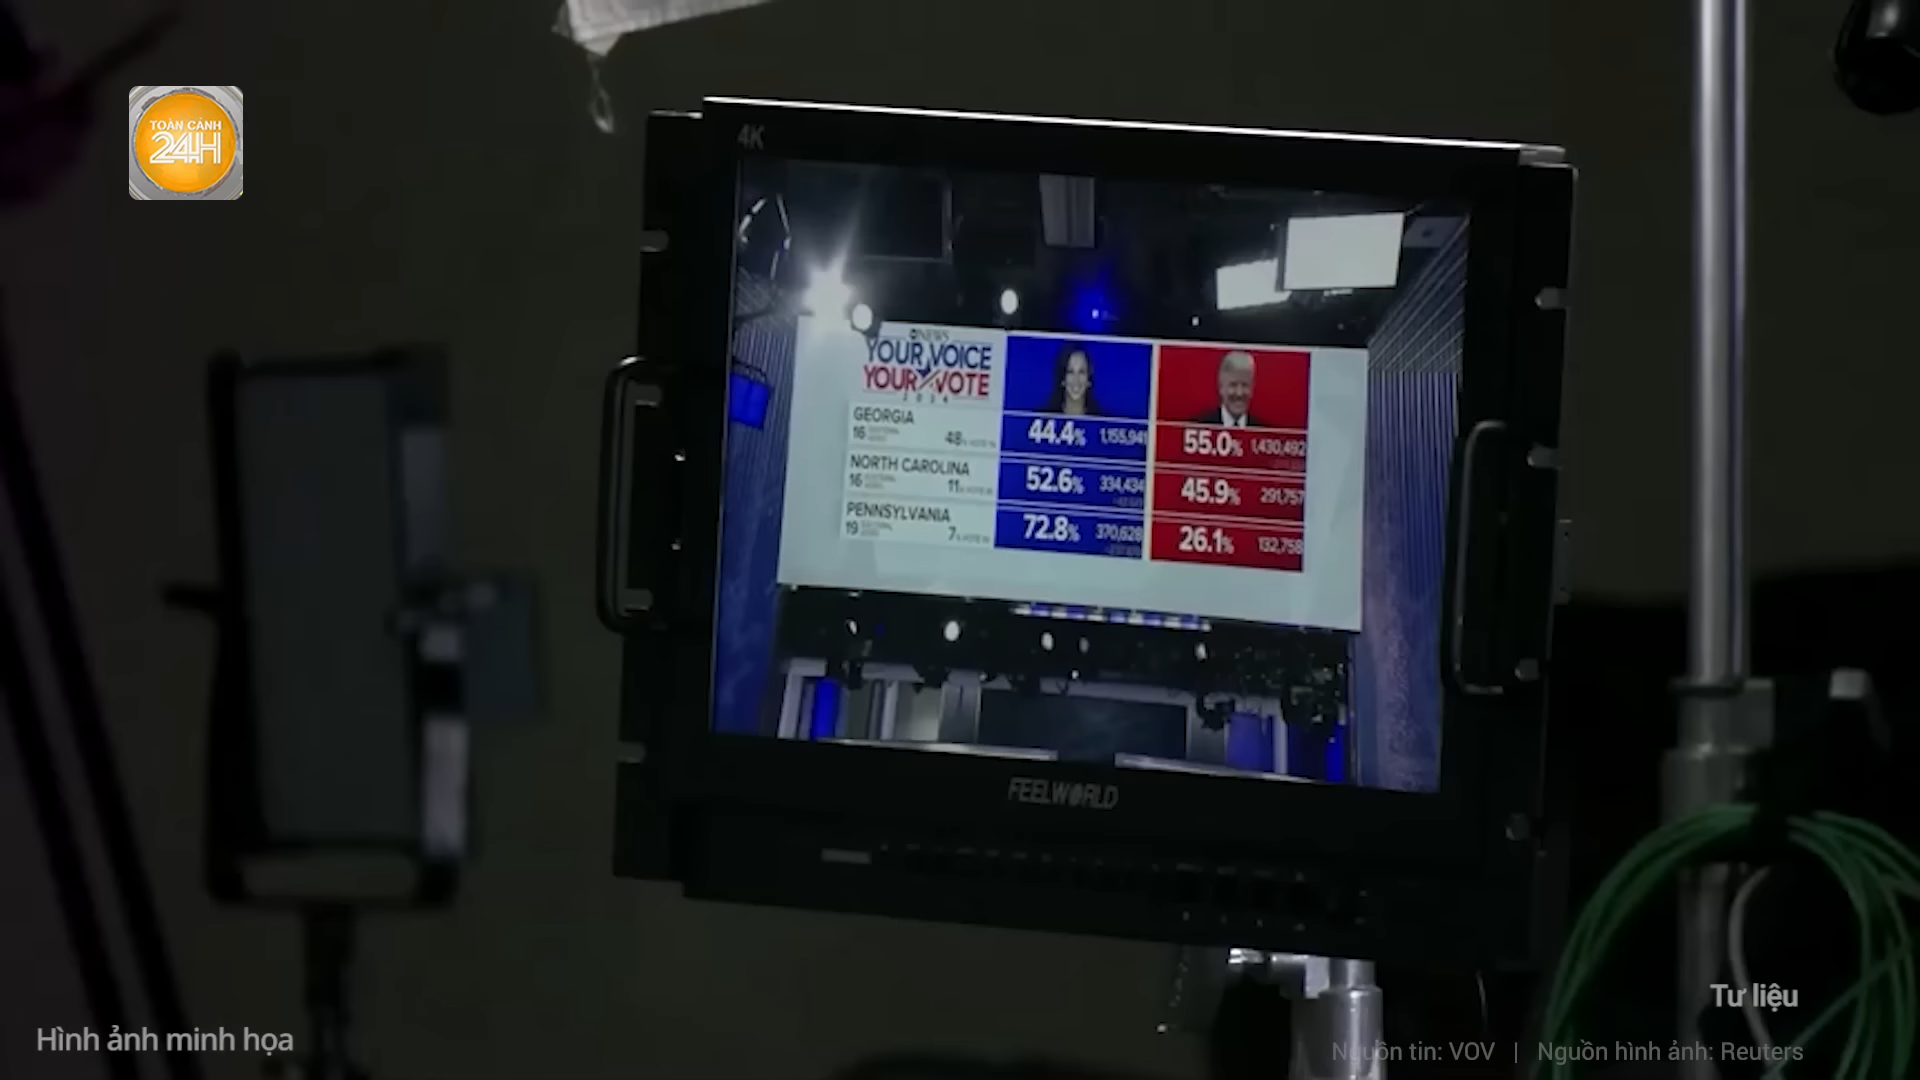 TOÀN CẢNH
24H
4K
NEWS
YOUR VOICE
YOUR VOTE
2024
GEORGIA
16
48%
44.4% 1,155,941
55.0% 1,430,492
NORTH CAROLINA
16
11%
52.6% 334,434
45.9% 291,757
PENNSYLVANIA
19
7%
72.8% 370,628
26.1% 132,758
FEELWORLD
Tư liệu
Hình ảnh minh họa
Nguồn tin: VOV | Nguồn hình ảnh: Reuters